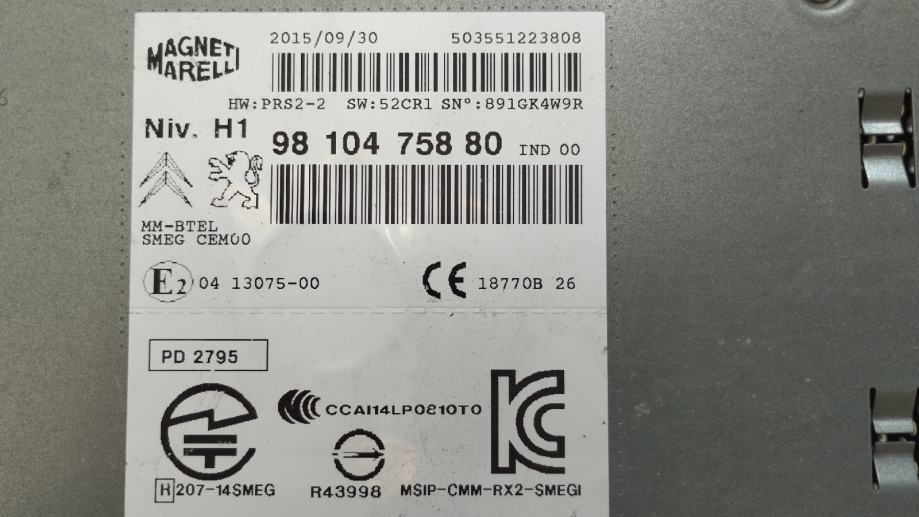 MAGNETI
MARELLI
2015/09/30 503551223808
HW:PRS2-2 SW:52CR1 SN°:891GK4W9R
Niv. H1
98 104 758 80 IND 00
MM-BTEL
SMEG CEM00
E2 04 13075-00
CE 18770B 26
PD 2795
CCAI14LP0810T0
H 207-14SMEG
R43998
MSIP-CMM-RX2-SMEGI